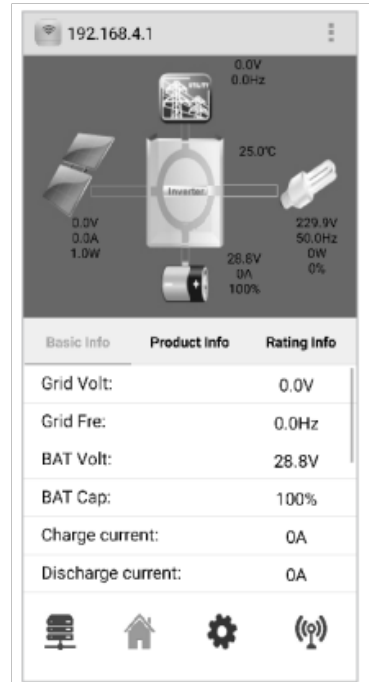 192.168.4.1
UTILITY
0.0V
0.0Hz
25.0℃
Inverter
0.0V
0.0A
1.0W
229.9V
50.0Hz
0W
0%
28.8V
0A
100%
Basic Info Product Info Rating Info
Grid Volt: 0.0V
Grid Fre: 0.0Hz
BAT Volt: 28.8V
BAT Cap: 100%
Charge current: 0A
Discharge current: 0A